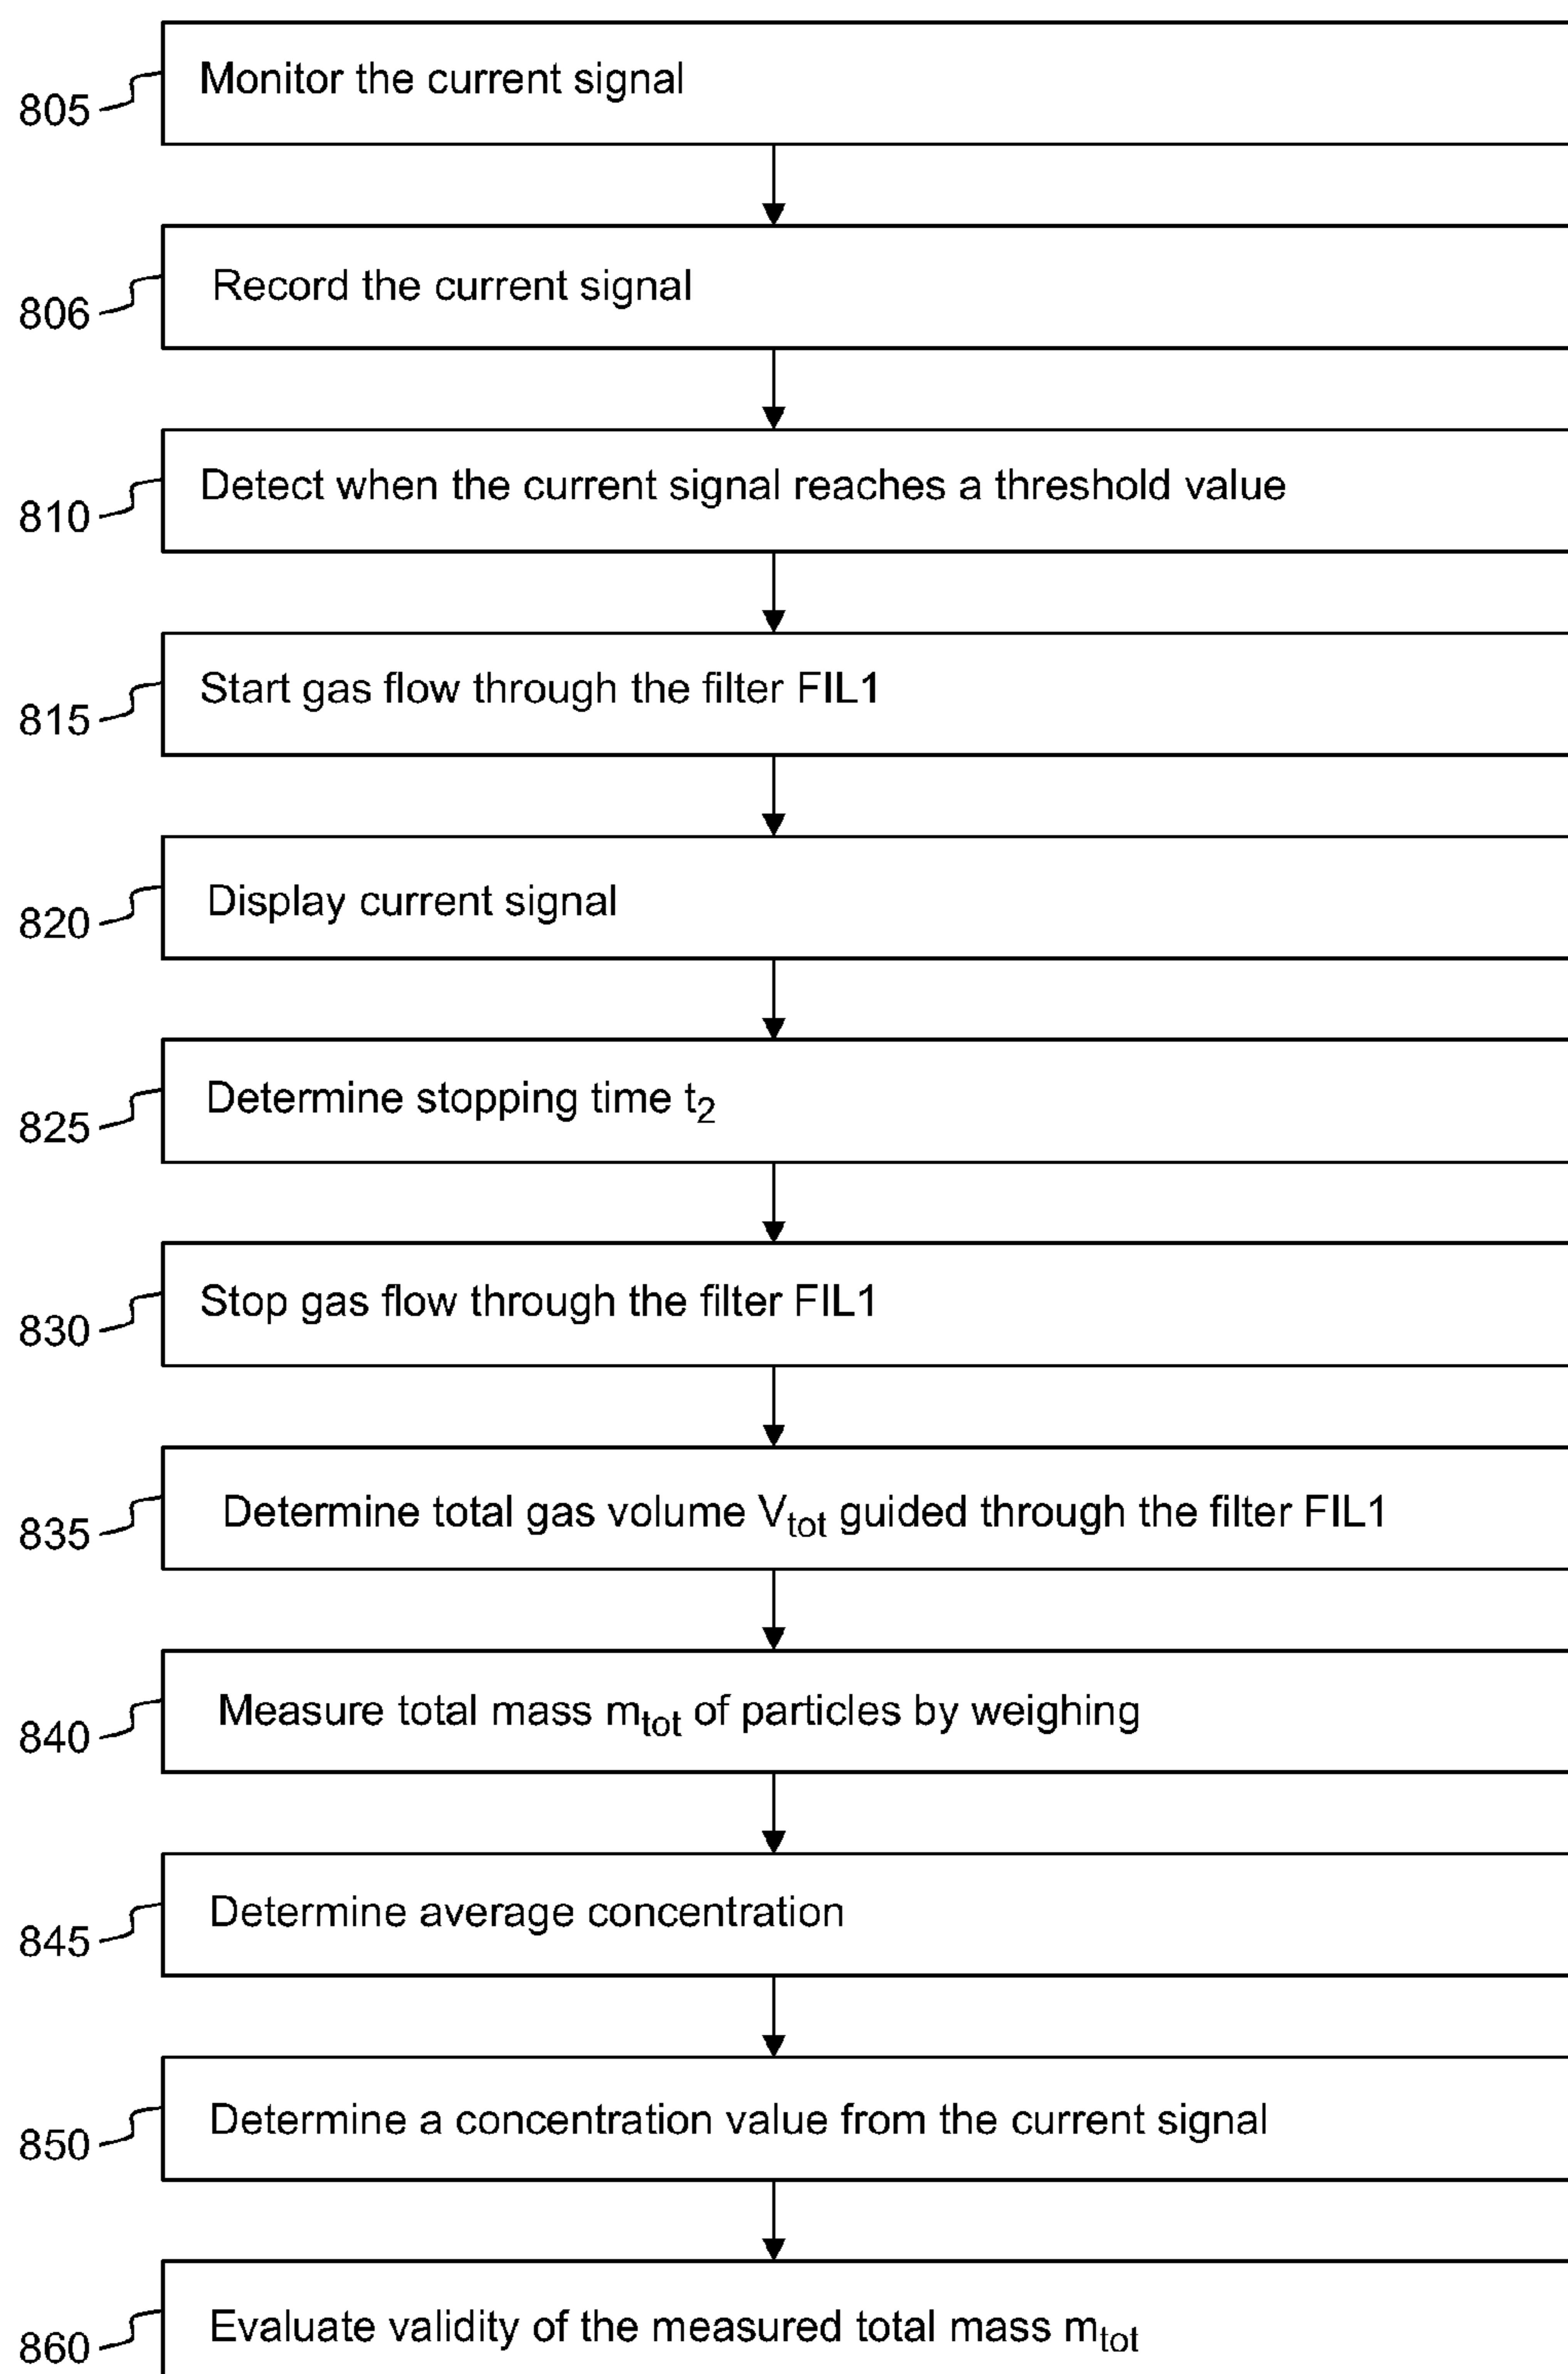 805 Monitor the current signal
806 Record the current signal
810 Detect when the current signal reaches a threshold value
815 Start gas flow through the filter FIL1
820 Display current signal
825 Determine stopping time t₂
830 Stop gas flow through the filter FIL1
835 Determine total gas volume Vtot guided through the filter FIL1
840 Measure total mass mtot of particles by weighing
845 Determine average concentration
850 Determine a concentration value from the current signal
860 Evaluate validity of the measured total mass mtot